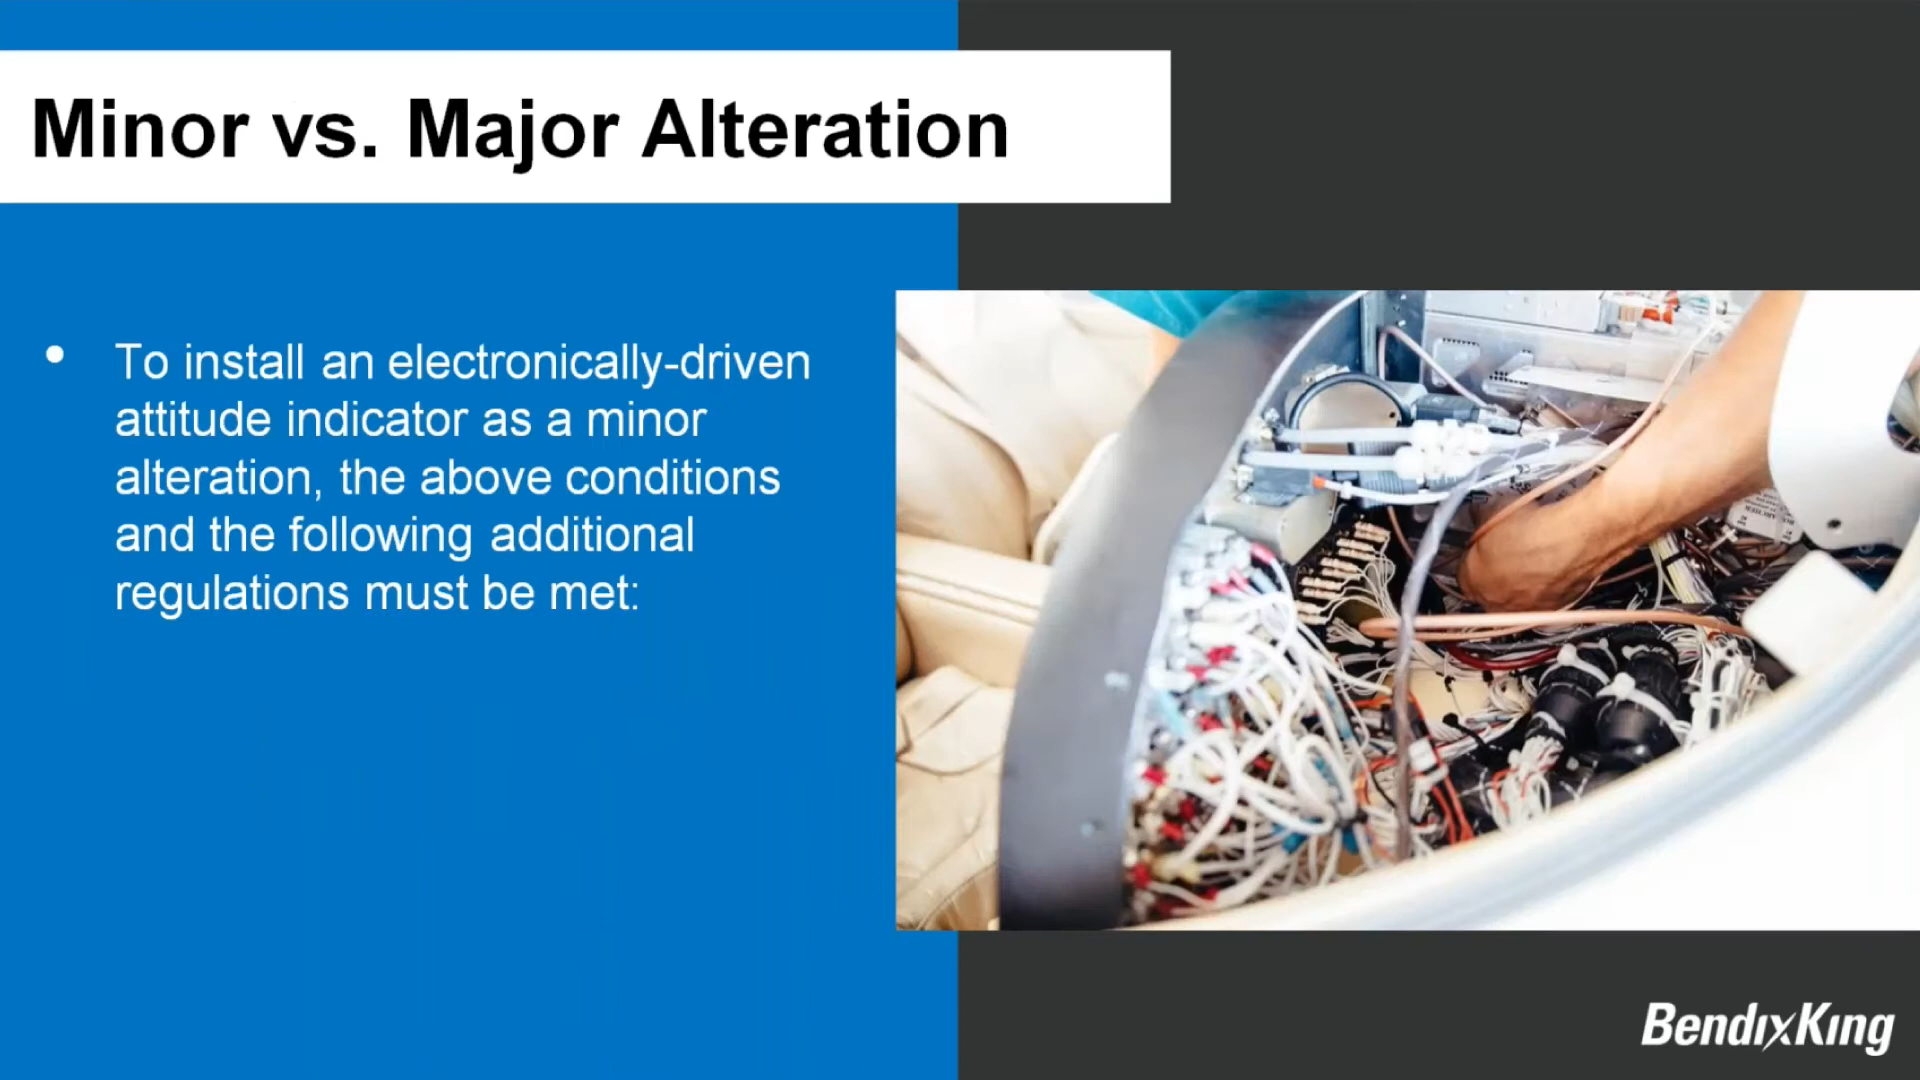 Minor vs. Major Alteration
• To install an electronically-driven
attitude indicator as a minor
alteration, the above conditions
and the following additional
regulations must be met:
BendixKing